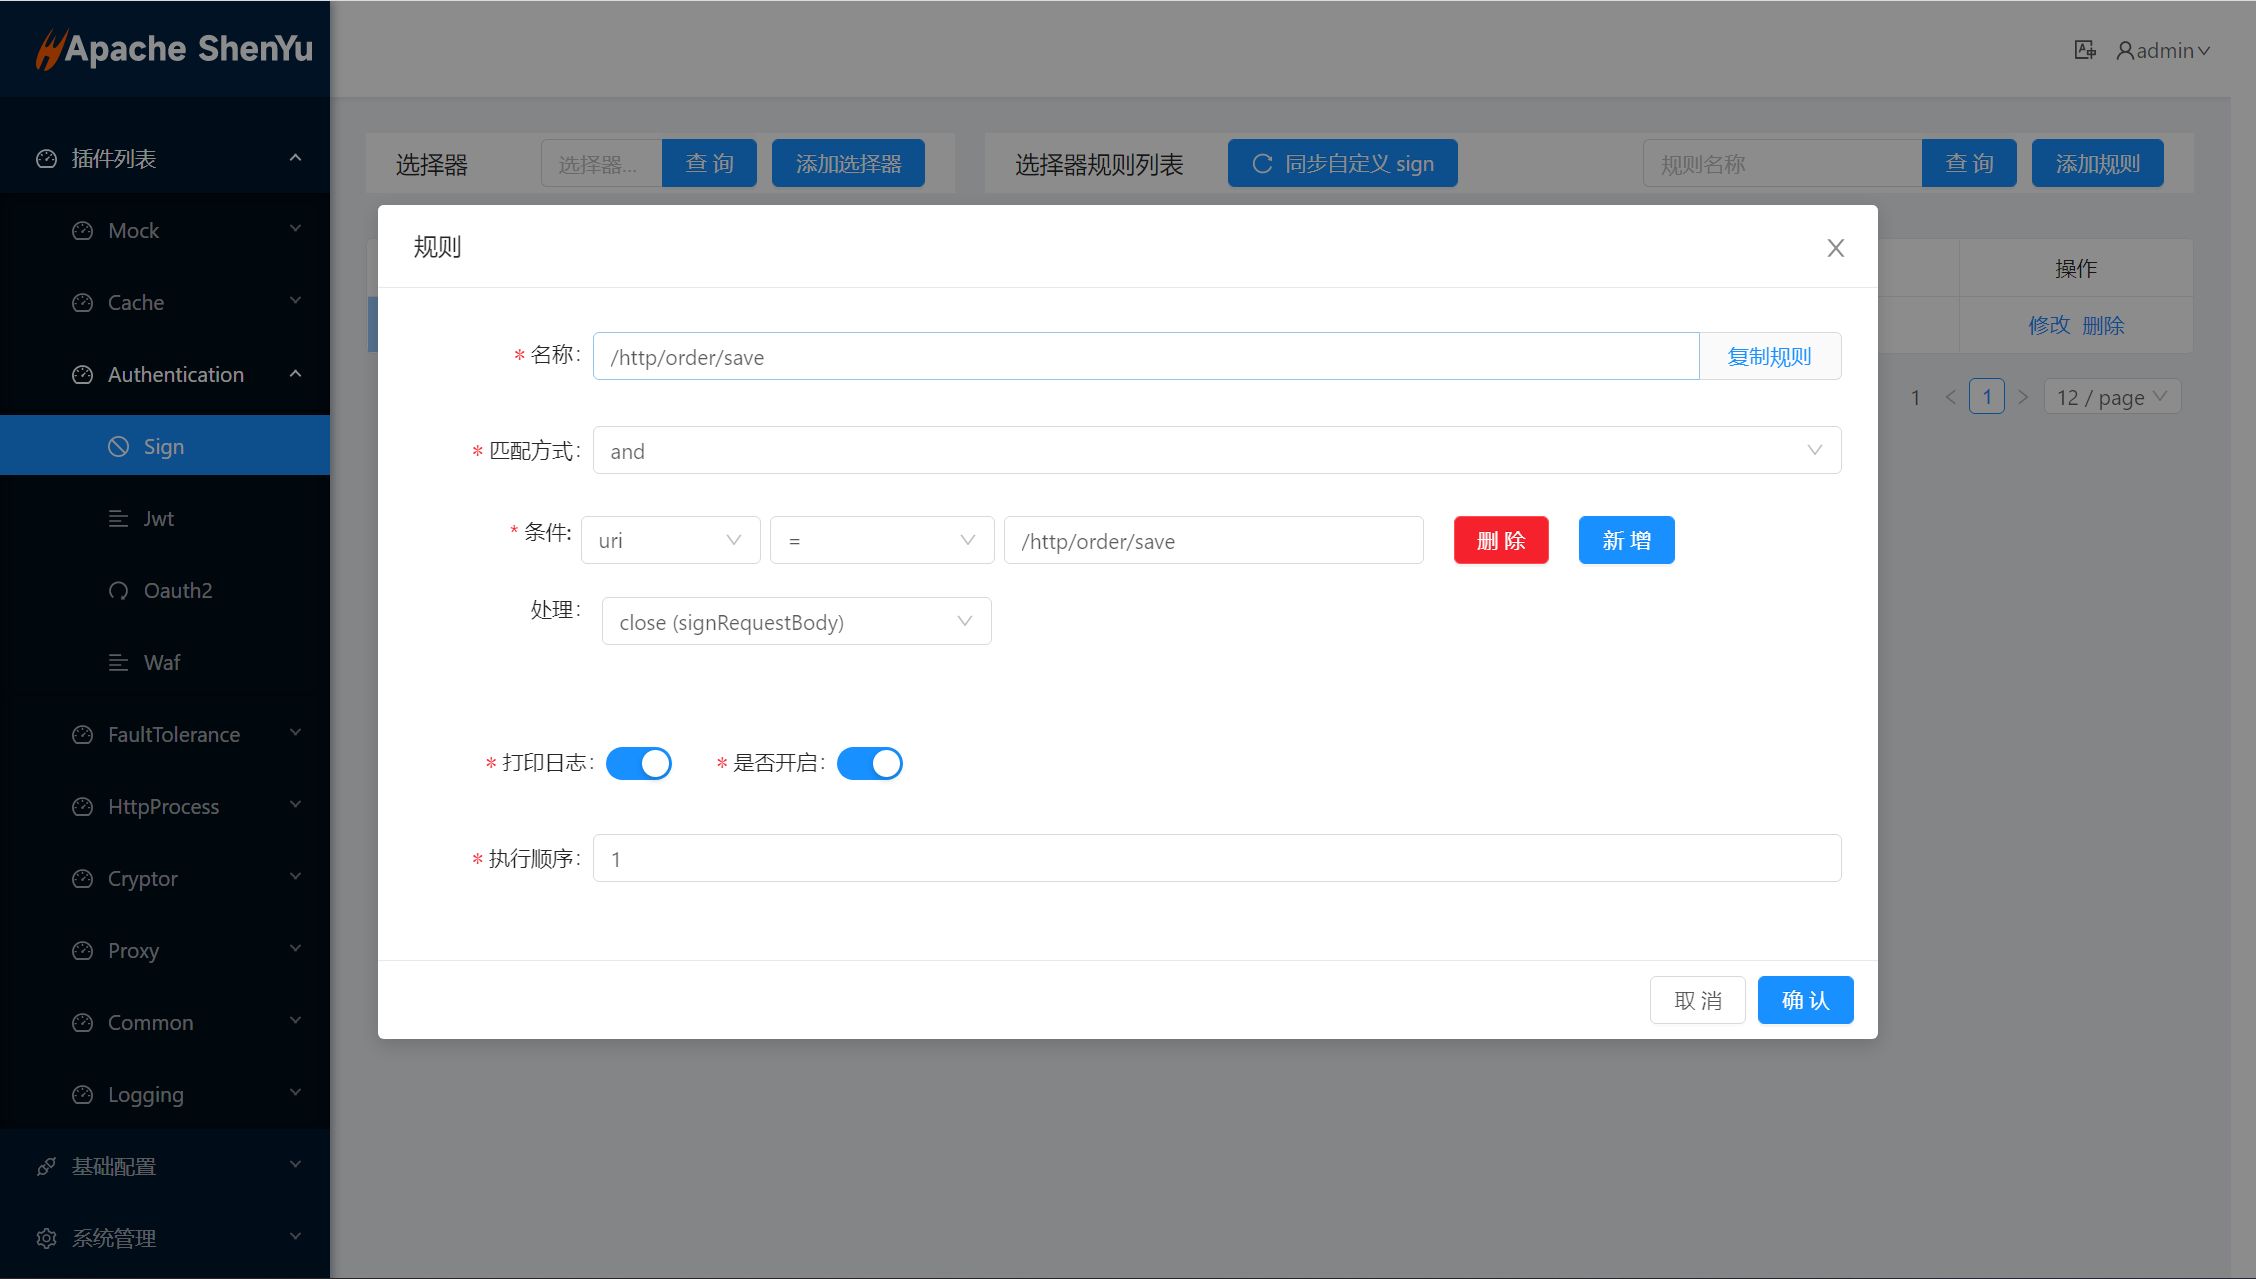 Apache ShenYu
admin
插件列表
Mock
Cache
Authentication
Sign
Jwt
Oauth2
Waf
FaultTolerance
HttpProcess
Cryptor
Proxy
Common
Logging
基础配置
系统管理
选择器
选择器...
查 询
添加选择器
选择器规则列表
同步自定义 sign
规则名称
查 询
添加规则
操作
修改 删除
1 < 1 > 12 / page
规则
X
* 名称: /http/order/save 复制规则
* 匹配方式: and
* 条件: uri = /http/order/save 删 除 新 增
处理: close (signRequestBody)
* 打印日志: * 是否开启:
* 执行顺序: 1
取 消 确 认